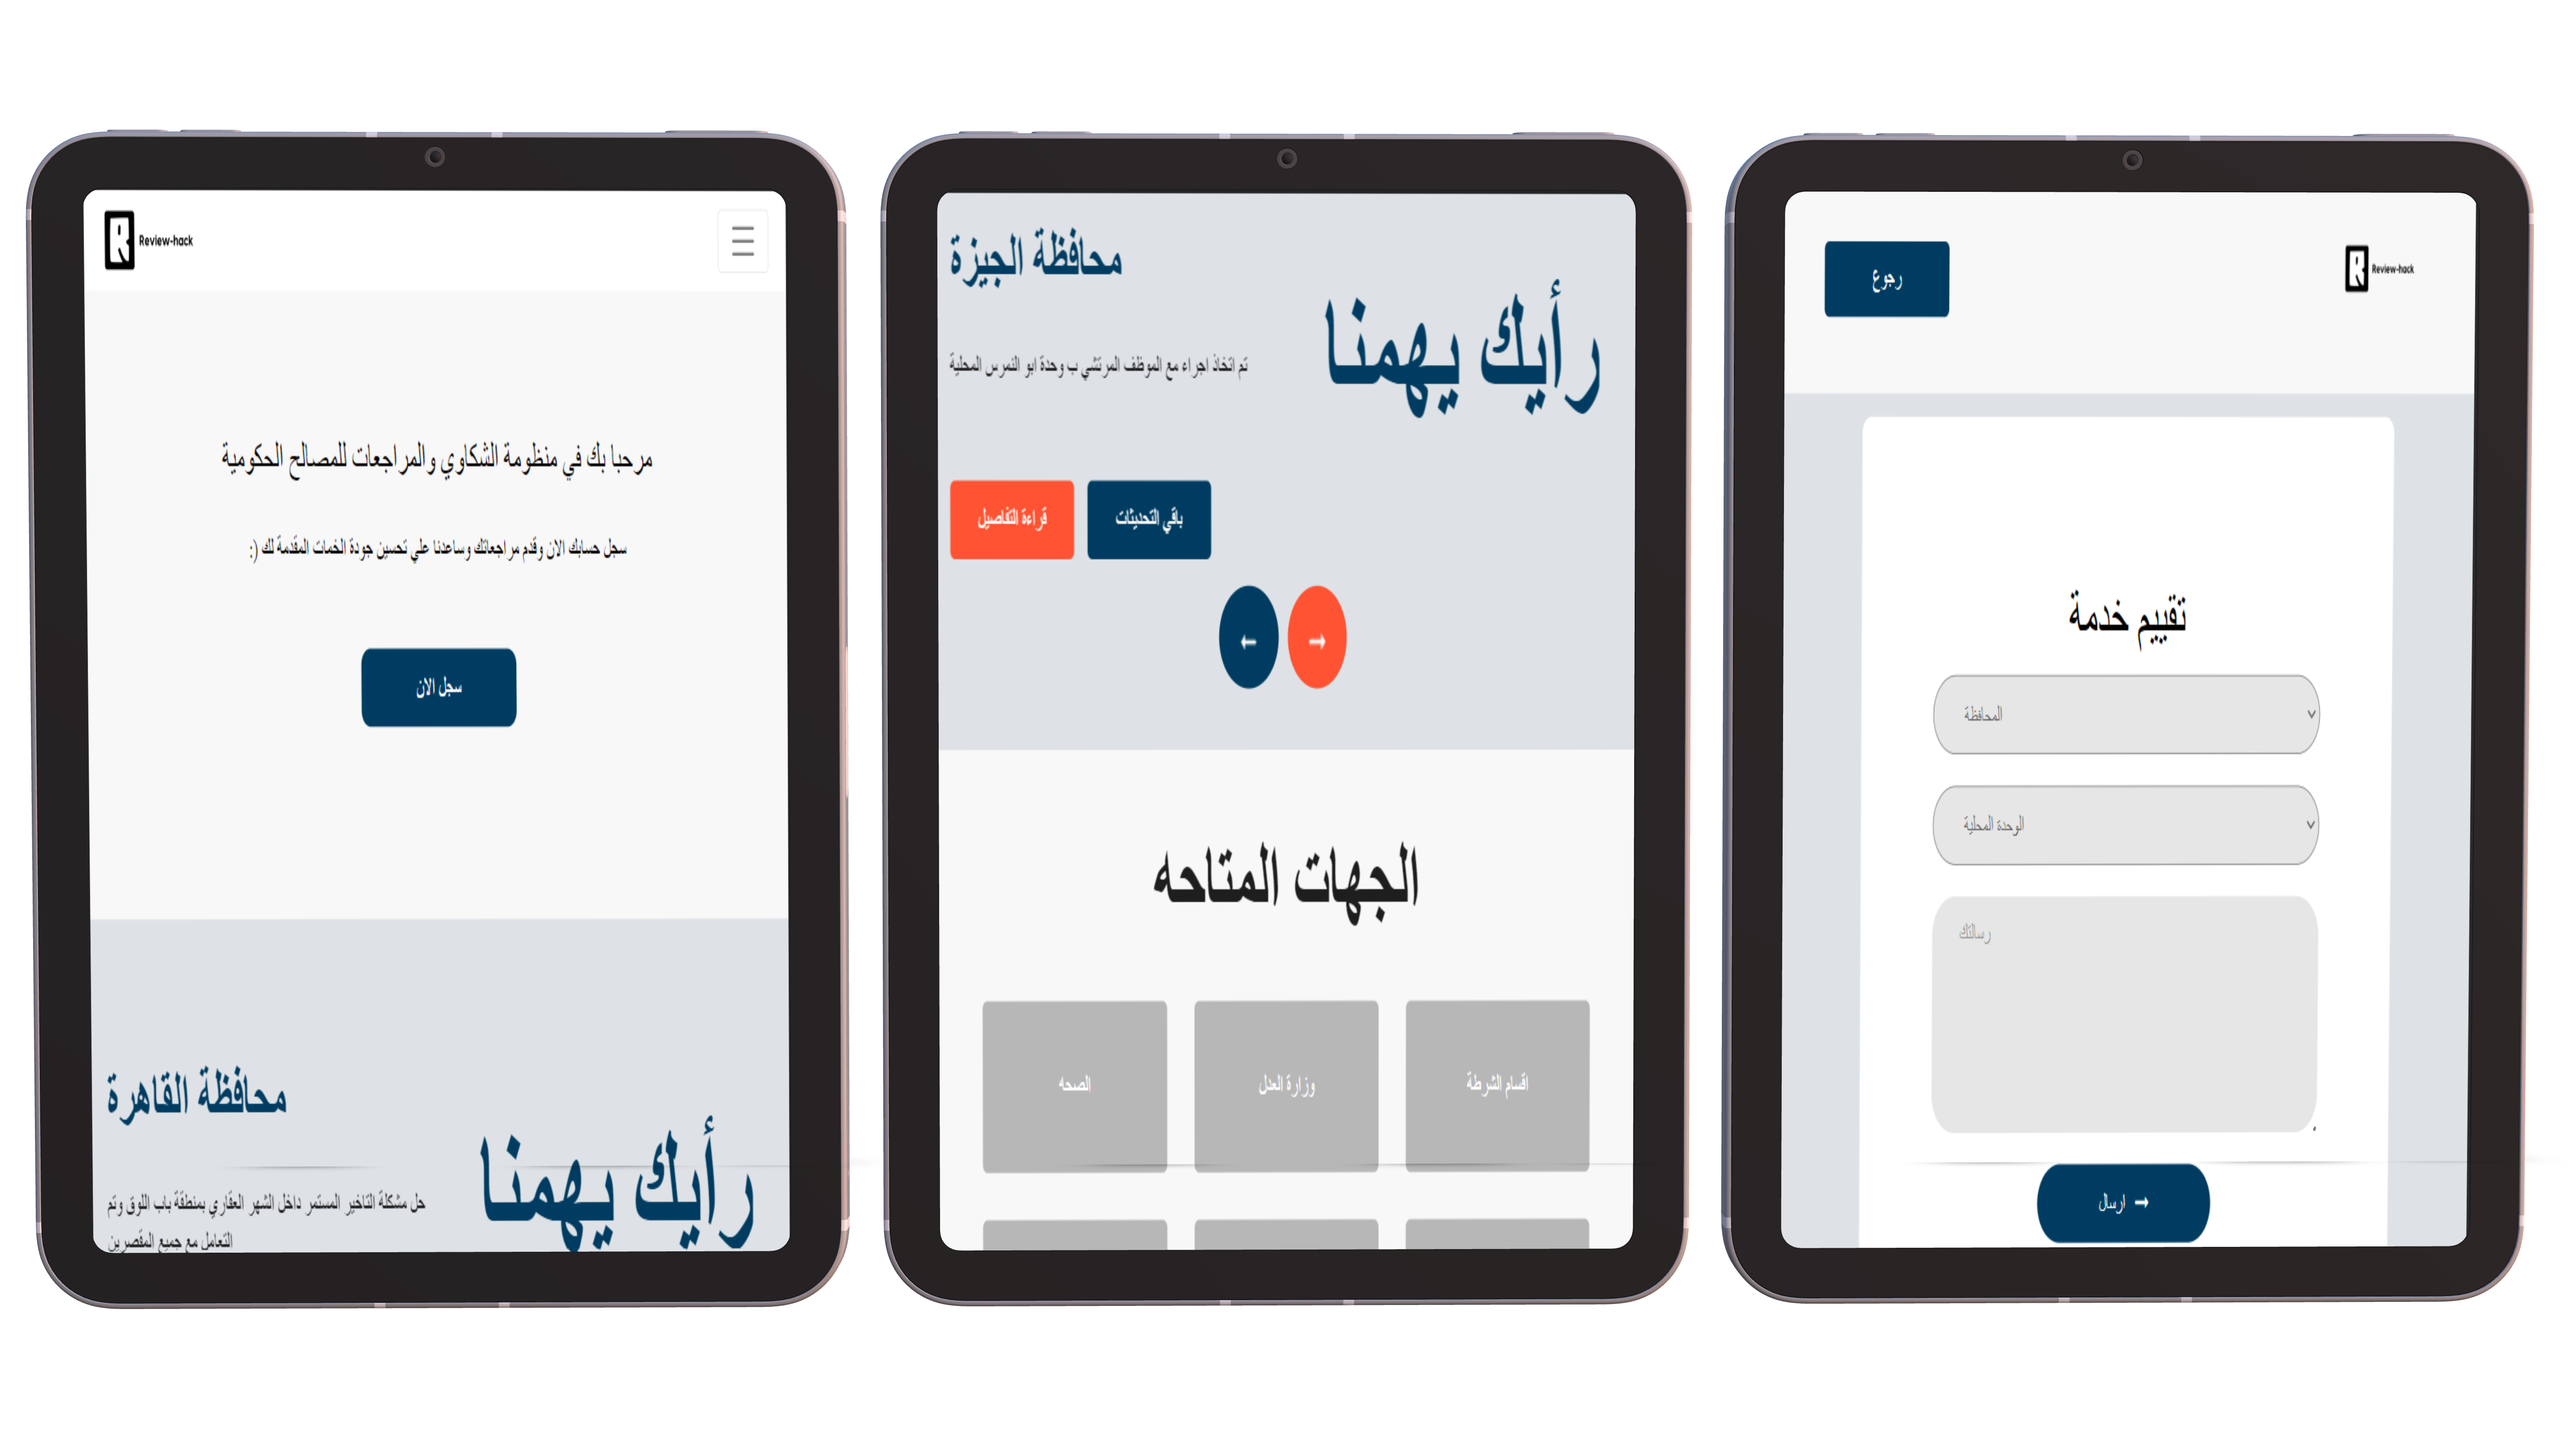 Review-hack
مرحبا بك في منظومة الشكاوي والمراجعات للمصالح الحكومية
سجل حسابك الان وقدم مراجعاتك وساعدنا علي تحسين جودة الخمات المقدمة لك (:
سجل الان
محافظة القاهرة
رأيك يهمنا
حل مشكلة التاخير المستمر داخل الشهر العقاري بمنطقة باب اللوق وتم
التعامل مع جميع المقصرين
محافظة الجيزة
رأيك يهمنا
تم اتخاذ اجراء مع الموظف المرتشي ب وحدة ابو النمرس المحلية
باقي التحديثات
قراءة التفاصيل
← →
الجهات المتاحه
اقسام الشرطة
وزارة العدل
الصحه
Review-hack
رجوع
تقييم خدمة
المحافظة
الوحدة المحلية
رسالتك
ارسال →